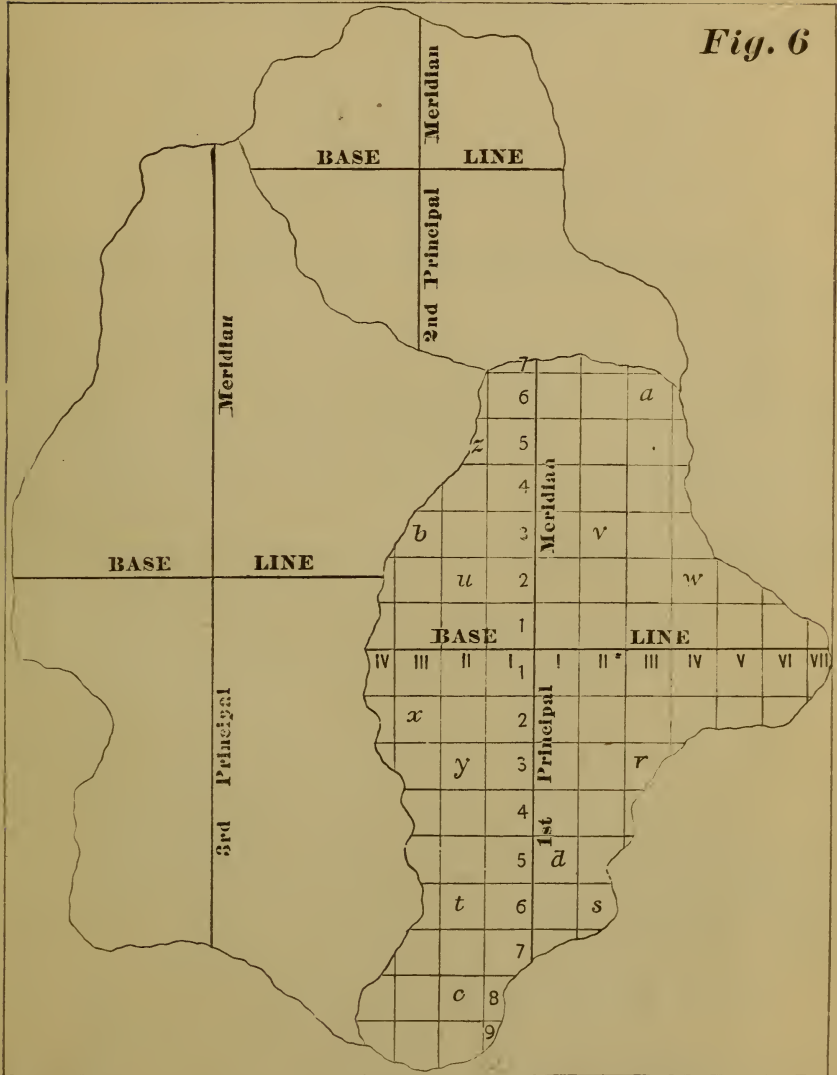 Fig. 6
Meridian
BASE LINE
2nd Principal
Meridian
7
6 a
z 5
4 Meridian
b 3 v
BASE LINE
u 2 w
1
BASE LINE
IV III II I I II III IV V VI VII
1
x 2
3rd Principal
1st Principal
y 3 r
4
5 d
t 6 s
7
c 8
9